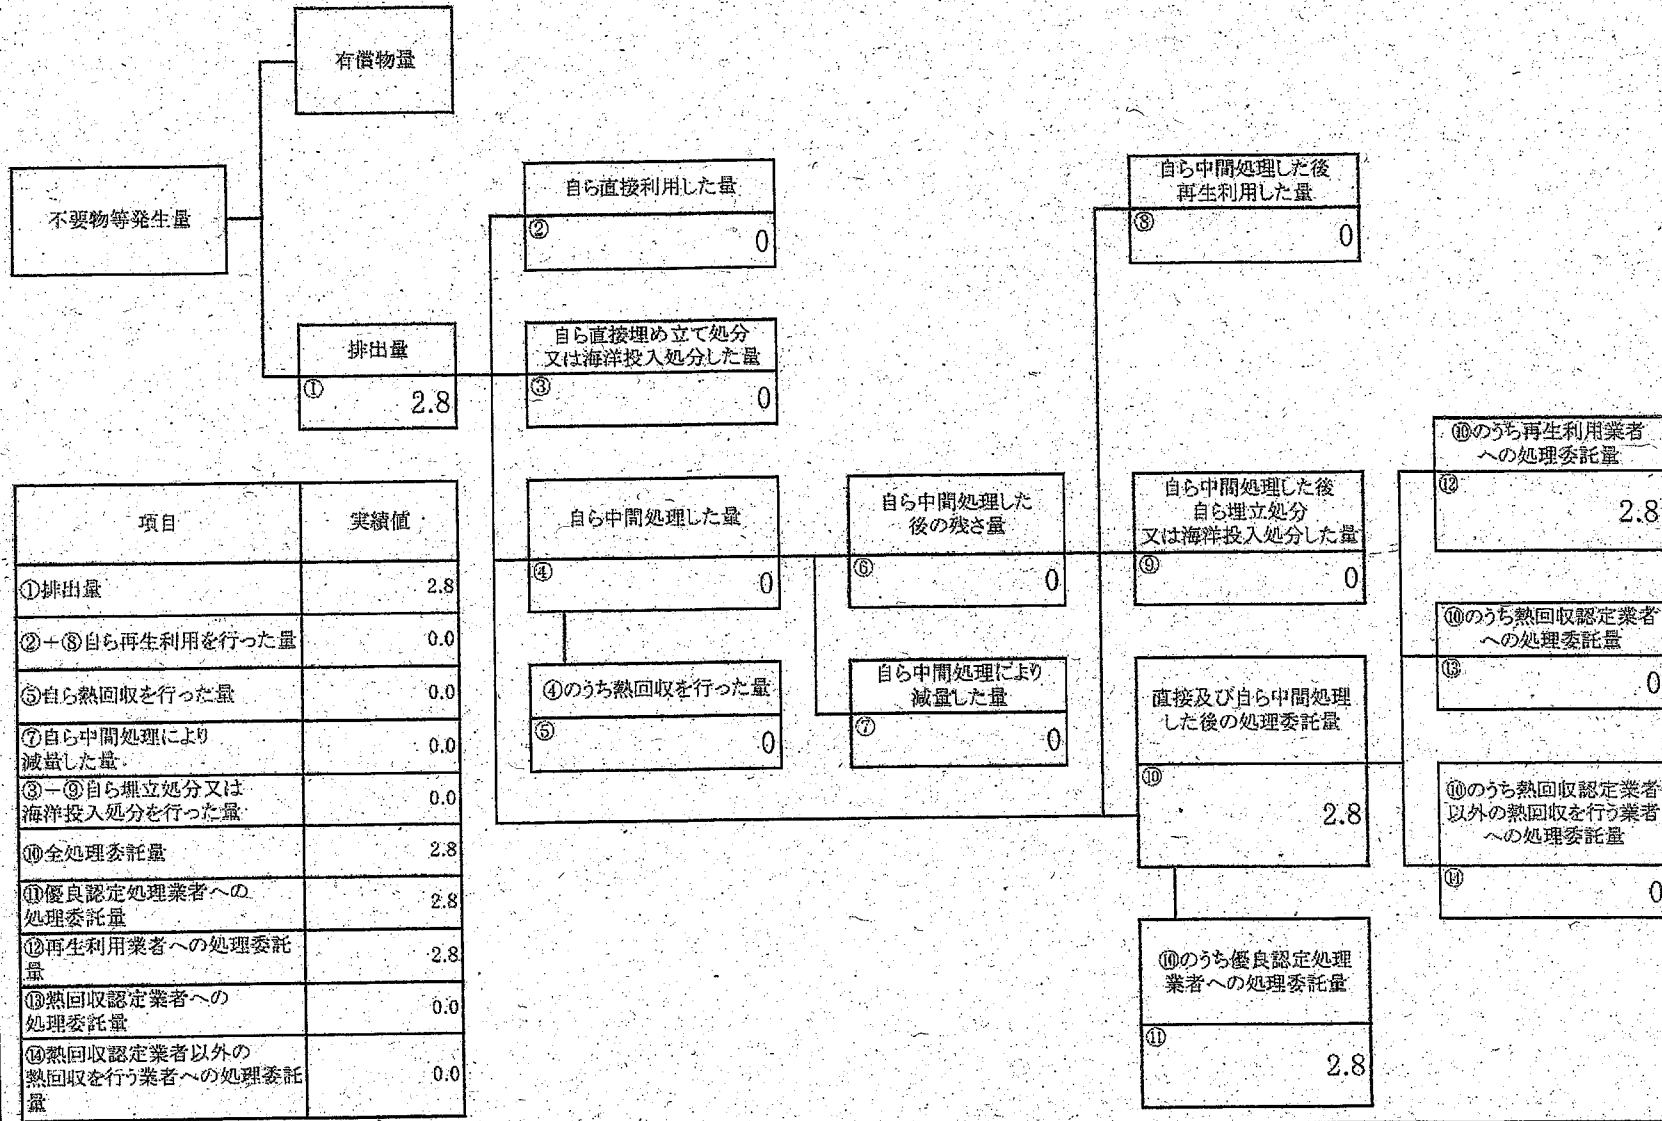 有償物量
不要物等発生量
自ら直接利用した量
②
0
自ら中間処理した後
再生利用した量
⑧
0
排出量
①
2.8
自ら直接埋め立て処分
又は海洋投入処分した量
③
0
自ら中間処理した量
④
0
自ら中間処理した
後の残さ量
⑥
0
自ら中間処理した後
自ら埋立処分
又は海洋投入処分した量
⑨
0
⑩のうち再生利用業者
への処理委託量
⑫
2.8
④のうち熱回収を行った量
⑤
0
自ら中間処理により
減量した量
⑦
0
直接及び自ら中間処理
した後の処理委託量
⑩
2.8
⑩のうち熱回収認定業者
への処理委託量
⑬
0
⑩のうち熱回収認定業者
以外の熱回収を行う業者
への処理委託量
⑭
0
⑩のうち優良認定処理
業者への処理委託量
⑪
2.8
項目 実績値
①排出量 2.8
②+⑧自ら再生利用を行った量 0.0
⑤自ら熱回収を行った量 0.0
⑦自ら中間処理により
減量した量 0.0
③-⑨自ら埋立処分又は
海洋投入処分を行った量 0.0
⑩全処理委託量 2.8
⑪優良認定処理業者への
処理委託量 2.8
⑫再生利用業者への処理委託
量 2.8
⑬熱回収認定業者への
処理委託量 0.0
⑭熱回収認定業者以外の
熱回収を行う業者への処理委託
量 0.0